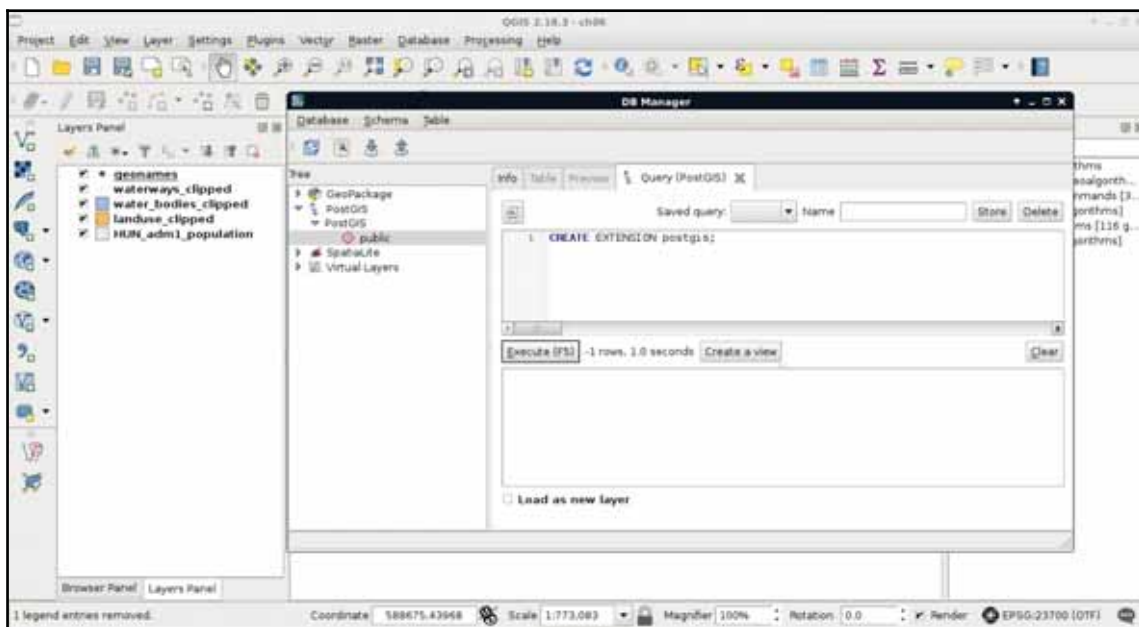 QGIS 2.18.3 - ch06
Project Edit View Layer Settings Plugins Vector Raster Database Processing Help
DB Manager
Database Schema Table
Layers Panel
geonames
waterways_clipped
water_bodies_clipped
landuse_clipped
HUN_adm1_population
Tree
GeoPackage
PostGIS
PostGIS
public
SpatiaLite
Virtual Layers
Info Table Preview Query (PostGIS)
Saved query: Name Store Delete
1 CREATE EXTENSION postgis;
Execute (F5) -1 rows, 1.0 seconds Create a view Clear
Load as new layer
Browser Panel Layers Panel
1 legend entries removed. Coordinate 588675,43968 Scale 1:773,083 Magnifier 100% Rotation 0.0 Render EPSG:23700 (OTF)